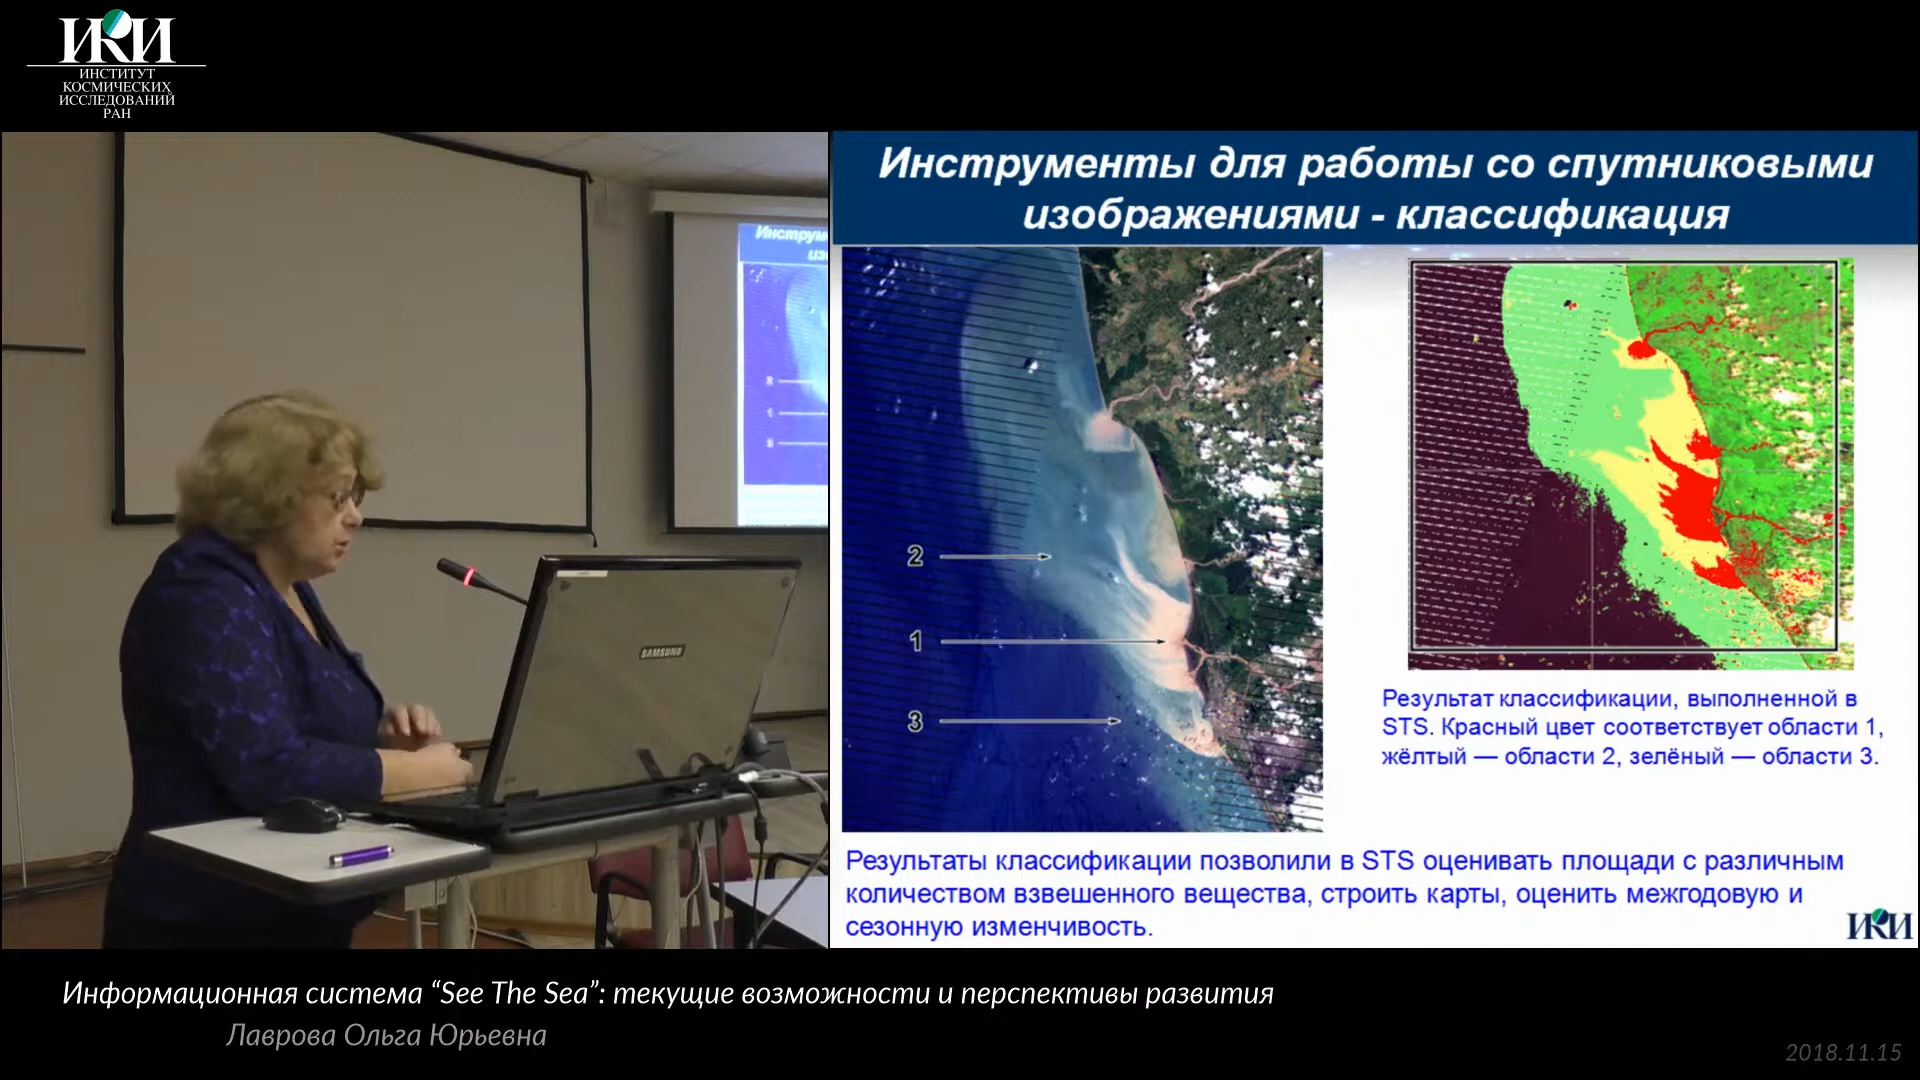 ИКИ
ИНСТИТУТ
КОСМИЧЕСКИХ
ИССЛЕДОВАНИЙ
РАН
Инструменты для работы со спутниковыми
изображениями - классификация
2
1
3
SAMSUNG
Результат классификации, выполненной в
STS. Красный цвет соответствует области 1,
жёлтый — области 2, зелёный — области 3.
Результаты классификации позволили в STS оценивать площади с различным
количеством взвешенного вещества, строить карты, оценить межгодовую и
сезонную изменчивость.
ИКИ
Информационная система “See The Sea”: текущие возможности и перспективы развития
Лаврова Ольга Юрьевна
2018.11.15